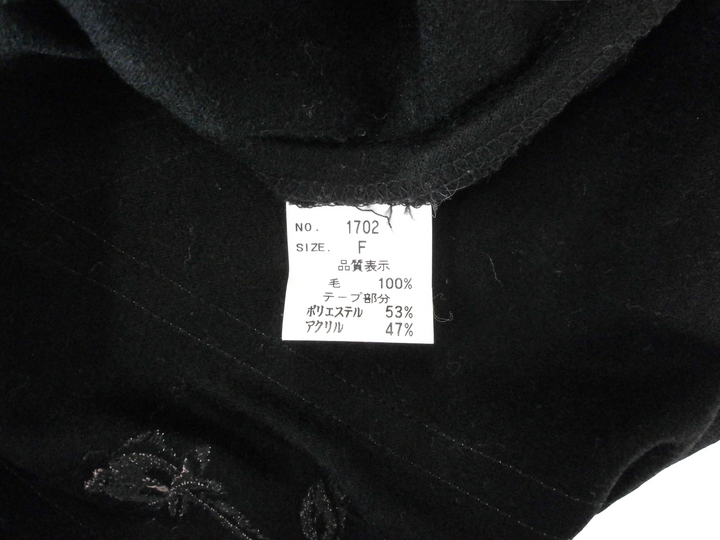 NO. 1702
SIZE. F
品質表示
毛 100%
テープ部分
ポリエステル 53%
アクリル 47%